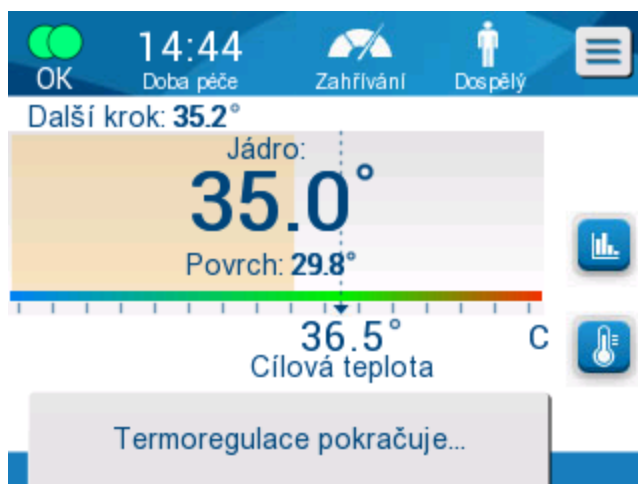 OK 14:44 Doba péče Zahřívání Dospělý
Další krok: 35.2°
Jádro:
35.0°
Povrch: 29.8°
36.5° C
Cílová teplota
Termoregulace pokračuje...